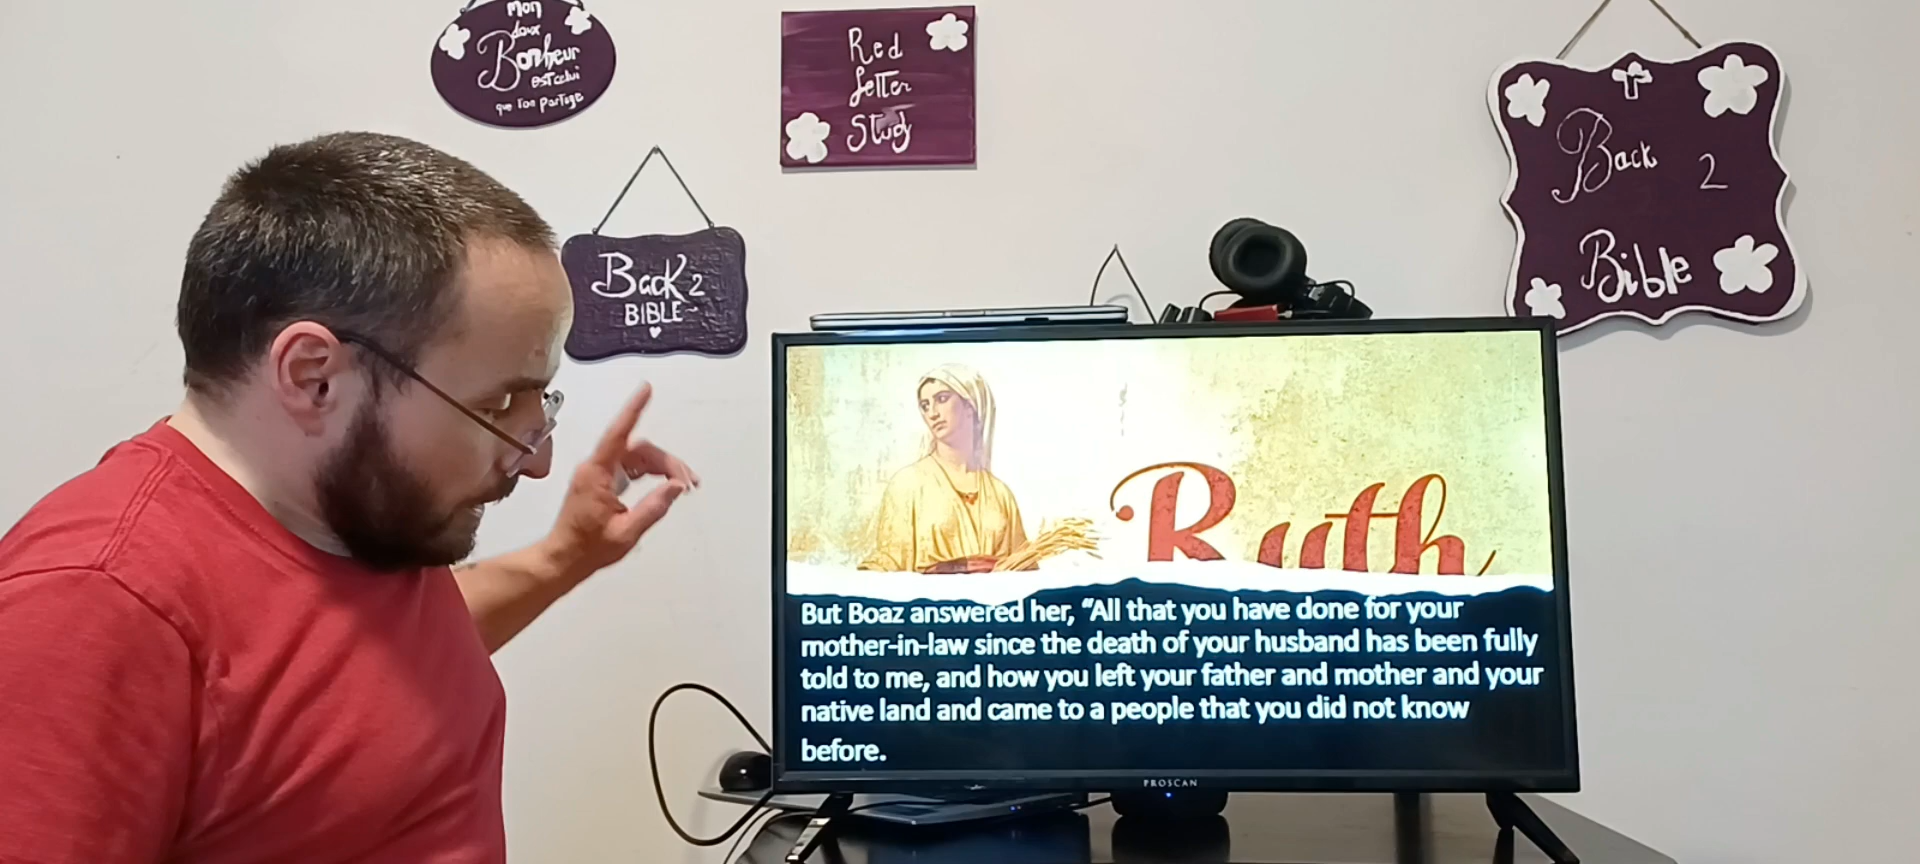 Mon
doux
Bonheur
est celui
que l'on partage
Red
Letter
Study
Back 2
BIBLE
Back 2
Bible
Ruth
But Boaz answered her, “All that you have done for your
mother-in-law since the death of your husband has been fully
told to me, and how you left your father and mother and your
native land and came to a people that you did not know
before.
PROSCAN